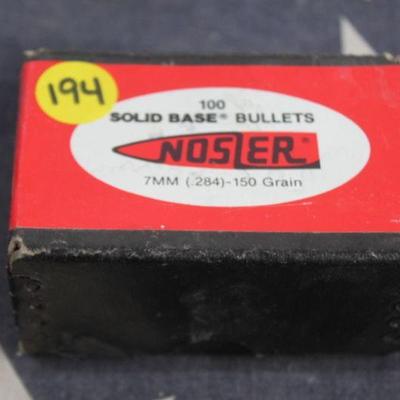 194
100
SOLID BASE® BULLETS
NOSLER®
7MM (.284)-150 Grain